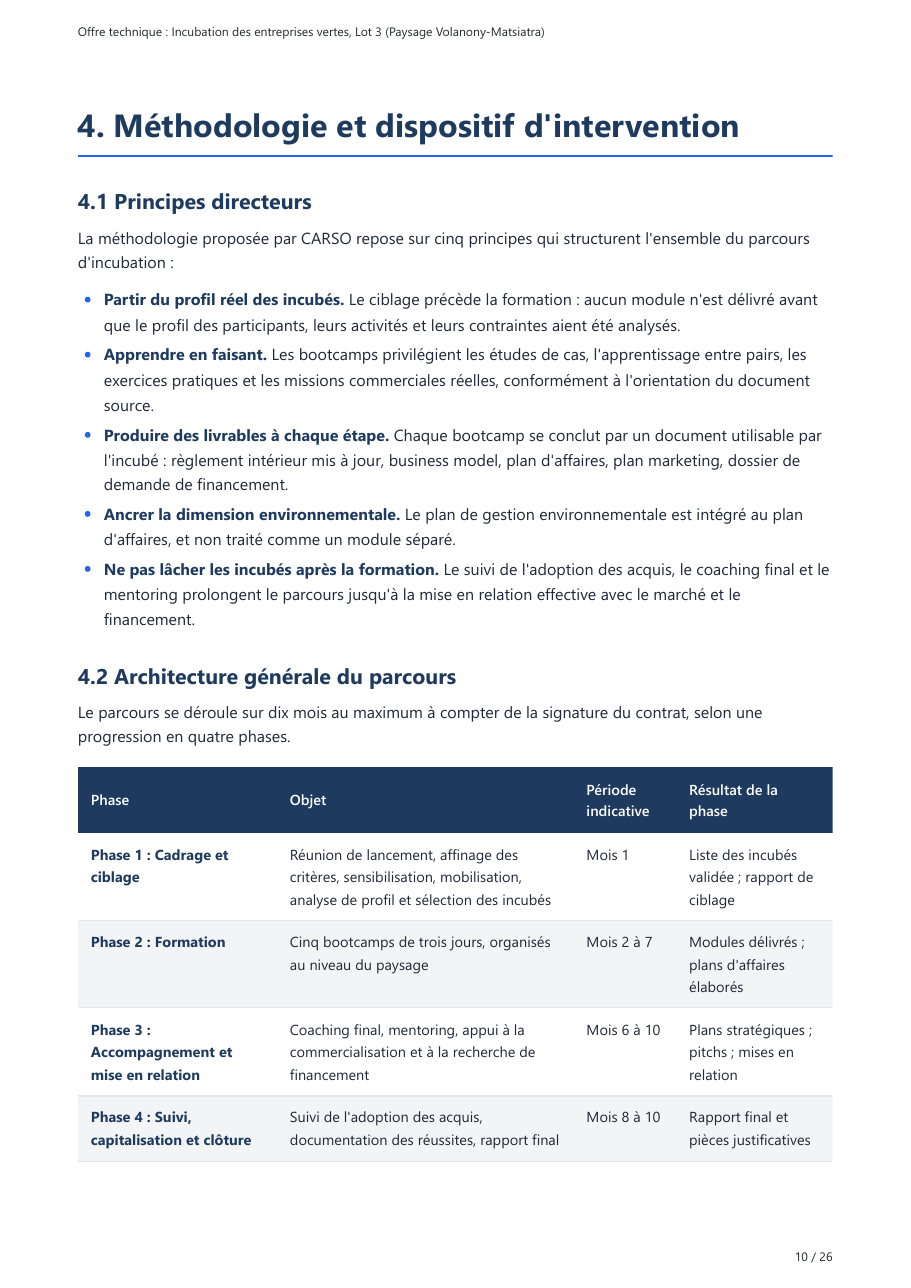 Offre technique : Incubation des entreprises vertes, Lot 3 (Paysage Volanony-Matsiatra)
4. Méthodologie et dispositif d'intervention
4.1 Principes directeurs
La méthodologie proposée par CARSO repose sur cinq principes qui structurent l'ensemble du parcours
d'incubation :
• Partir du profil réel des incubés. Le ciblage précède la formation : aucun module n'est délivré avant
que le profil des participants, leurs activités et leurs contraintes aient été analysés.
• Apprendre en faisant. Les bootcamps privilégient les études de cas, l'apprentissage entre pairs, les
exercices pratiques et les missions commerciales réelles, conformément à l'orientation du document
source.
• Produire des livrables à chaque étape. Chaque bootcamp se conclut par un document utilisable par
l'incubé : règlement intérieur mis à jour, business model, plan d'affaires, plan marketing, dossier de
demande de financement.
• Ancrer la dimension environnementale. Le plan de gestion environnementale est intégré au plan
d'affaires, et non traité comme un module séparé.
• Ne pas lâcher les incubés après la formation. Le suivi de l'adoption des acquis, le coaching final et le
mentoring prolongent le parcours jusqu'à la mise en relation effective avec le marché et le
financement.
4.2 Architecture générale du parcours
Le parcours se déroule sur dix mois au maximum à compter de la signature du contrat, selon une
progression en quatre phases.
Phase
Objet
Période
indicative
Résultat de la
phase
Phase 1 : Cadrage et
ciblage
Réunion de lancement, affinage des
critères, sensibilisation, mobilisation,
analyse de profil et sélection des incubés
Mois 1
Liste des incubés
validée ; rapport de
ciblage
Phase 2 : Formation
Cinq bootcamps de trois jours, organisés
au niveau du paysage
Mois 2 à 7
Modules délivrés ;
plans d'affaires
élaborés
Phase 3 :
Accompagnement et
mise en relation
Coaching final, mentoring, appui à la
commercialisation et à la recherche de
financement
Mois 6 à 10
Plans stratégiques ;
pitchs ; mises en
relation
Phase 4 : Suivi,
capitalisation et clôture
Suivi de l'adoption des acquis,
documentation des réussites, rapport final
Mois 8 à 10
Rapport final et
pièces justificatives
10 / 26